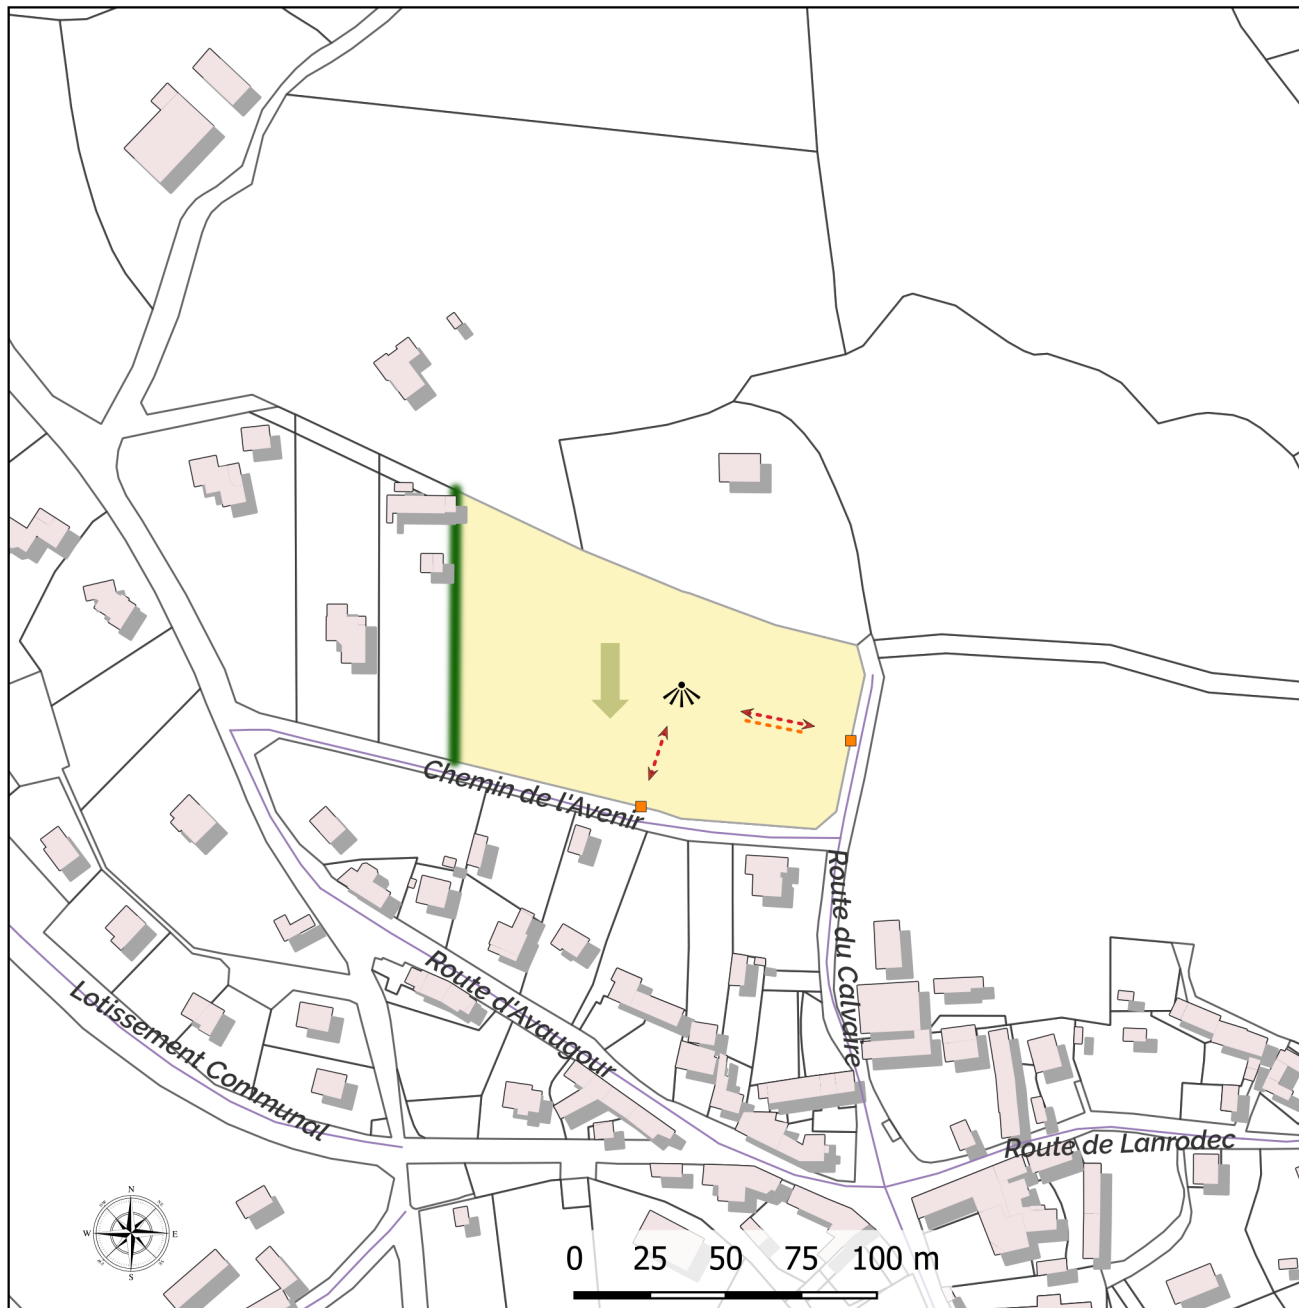 Chemin de l'Avenir
Route du Calvaire
Route d'Avaugour
Lotissement Communal
Route de Lanrodec
N
W E
S
0 25 50 75 100 m